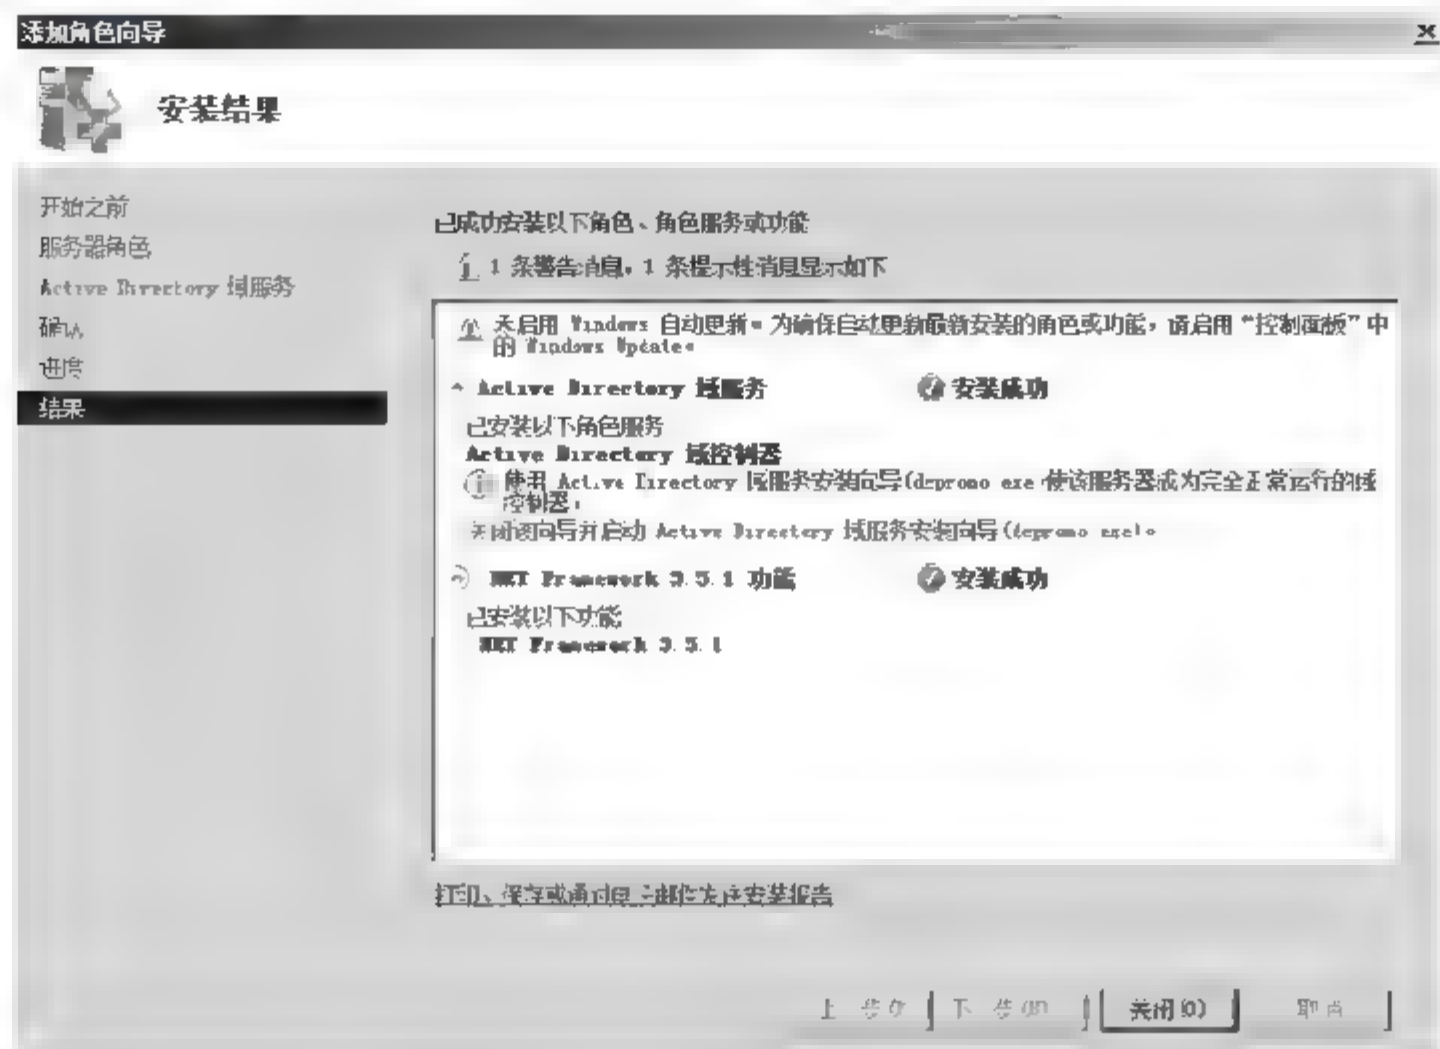 添加角色向导
安装结果
开始之前
服务器角色
Active Directory 域服务
确认
进度
结果
已成功安装以下角色、角色服务或功能
1 条警告消息，1 条提示性消息显示如下
未启用 Windows 自动更新。为确保自动更新最新安装的角色或功能，请启用“控制面板”中
的 Windows Update。
Active Directory 域服务
安装成功
已安装以下角色服务
Active Directory 域控制器
使用 Active Directory 域服务安装向导(dcpromo exe 使该服务器成为完全正常运行的域
控制器。
关闭该向导并启动 Active Directory 域服务安装向导(dcpromo exe)。
NET Framework 3.5.1 功能
安装成功
已安装以下功能
NET Framework 3.5.1
打印、保存或通过电子邮件发送安装报告
上 步
下 步
关闭(O)
取消